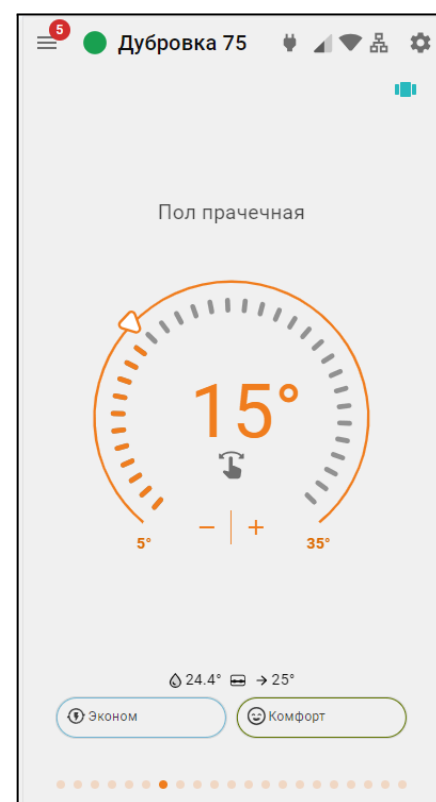 5
Дубровка 75
Пол прачечная
15°
− | +
5° 35°
24.4° → 25°
Эконом Комфорт